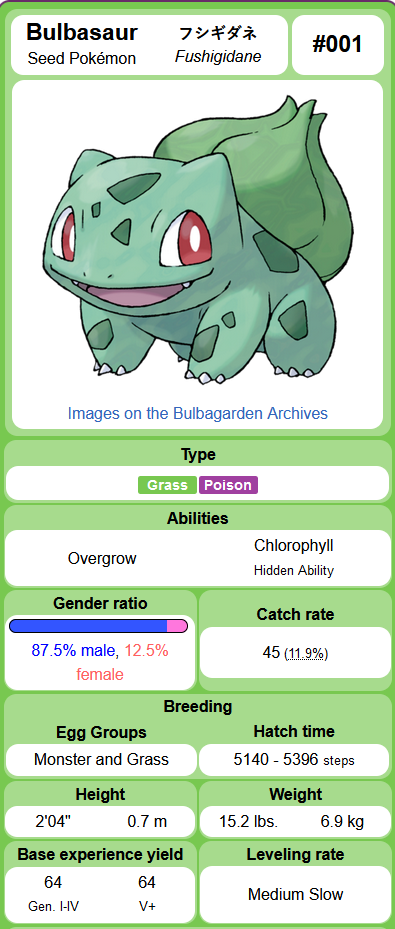 Bulbasaur
Seed Pokémon
フシギダネ
Fushigidane
#001
Images on the Bulbagarden Archives
Type
Grass Poison
Abilities
Overgrow
Chlorophyll
Hidden Ability
Gender ratio
87.5% male, 12.5%
female
Catch rate
45 (11.9%)
Breeding
Egg Groups
Monster and Grass
Hatch time
5140 - 5396 steps
Height
2'04" 0.7 m
Weight
15.2 lbs. 6.9 kg
Base experience yield
64
Gen. I-IV
64
V+
Leveling rate
Medium Slow